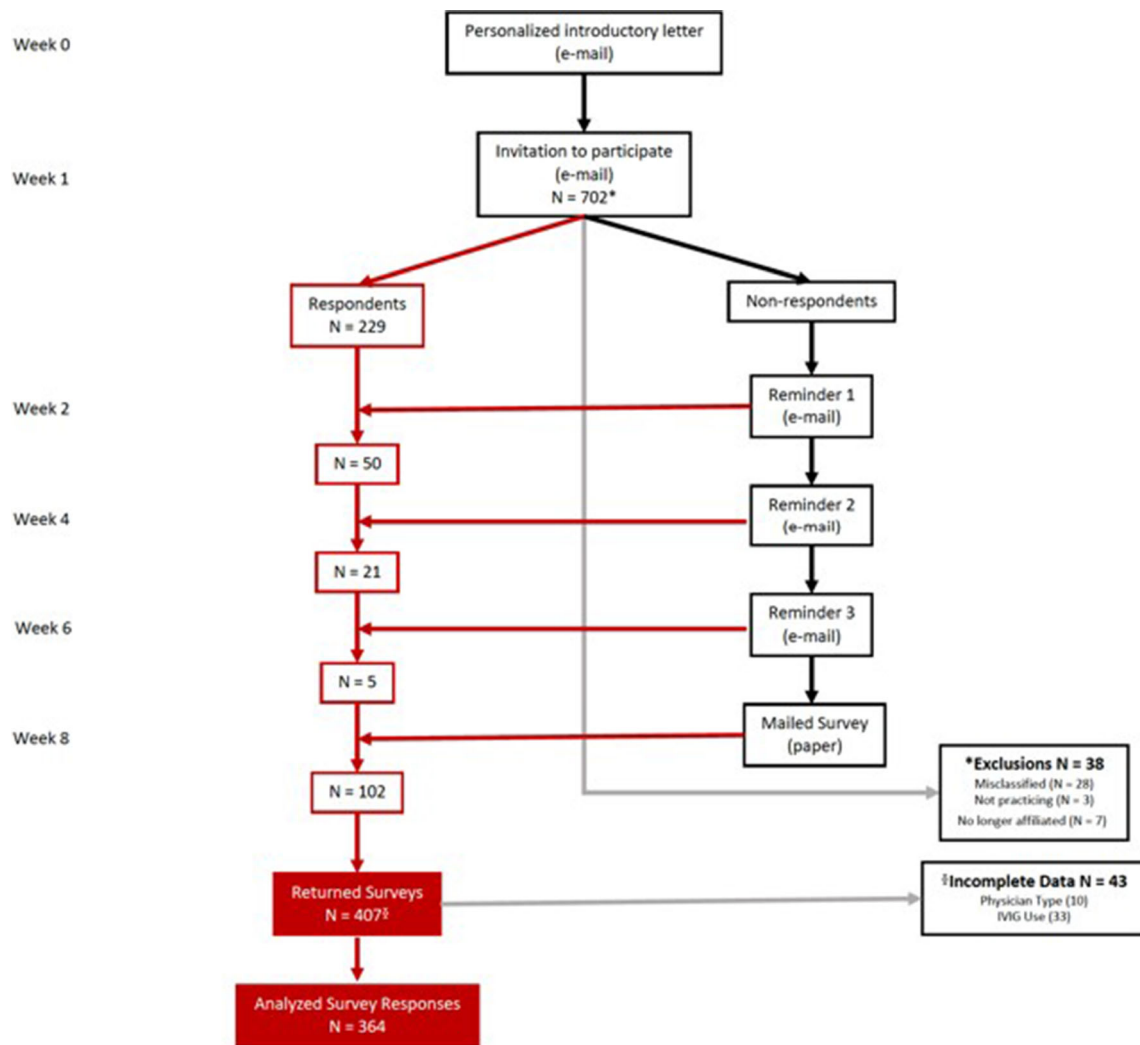 Week 0
Personalized introductory letter
(e-mail)
Week 1
Invitation to participate
(e-mail)
N = 702*
Respondents
N = 229
Non-respondents
Week 2
Reminder 1
(e-mail)
N = 50
Week 4
Reminder 2
(e-mail)
N = 21
Week 6
Reminder 3
(e-mail)
N = 5
Week 8
Mailed Survey
(paper)
N = 102
*Exclusions N = 38
Misclassified (N = 28)
Not practicing (N = 3)
No longer affiliated (N = 7)
Returned Surveys
N = 407⁑
⁑Incomplete Data N = 43
Physician Type (10)
IVIG Use (33)
Analyzed Survey Responses
N = 364